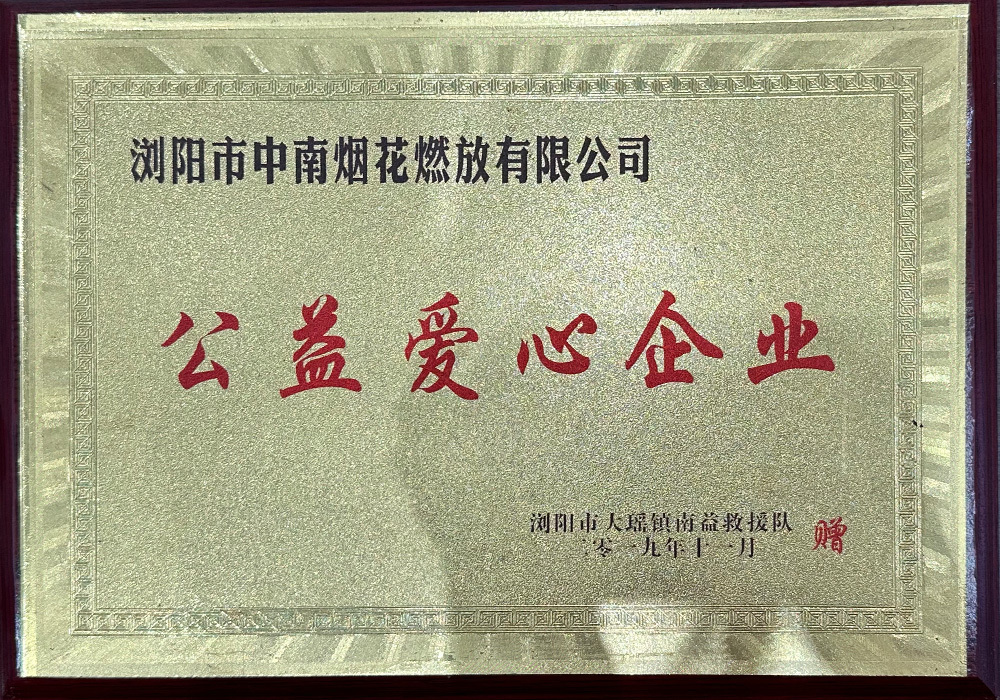 浏阳市中南烟花燃放有限公司
公益爱心企业
浏阳市大瑶镇南益救援队
二零一九年十一月
赠